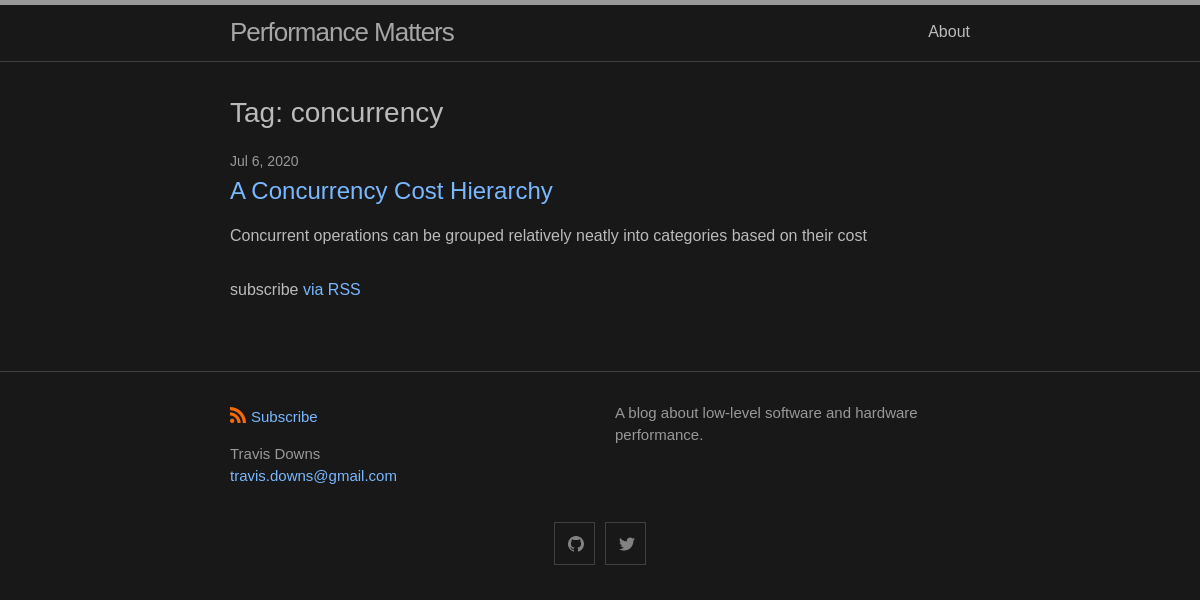 Performance Matters
About
Tag: concurrency
Jul 6, 2020
A Concurrency Cost Hierarchy
Concurrent operations can be grouped relatively neatly into categories based on their cost
subscribe via RSS
Subscribe
Travis Downs
travis.downs@gmail.com
A blog about low-level software and hardware
performance.